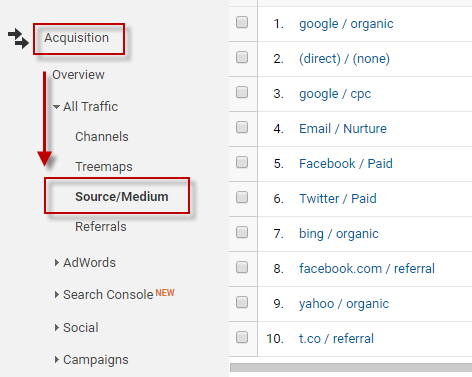 Acquisition
Overview
All Traffic
Channels
Treemaps
Source/Medium
Referrals
AdWords
Search Console NEW
Social
Campaigns
1. google / organic
2. (direct) / (none)
3. google / cpc
4. Email / Nurture
5. Facebook / Paid
6. Twitter / Paid
7. bing / organic
8. facebook.com / referral
9. yahoo / organic
10. t.co / referral